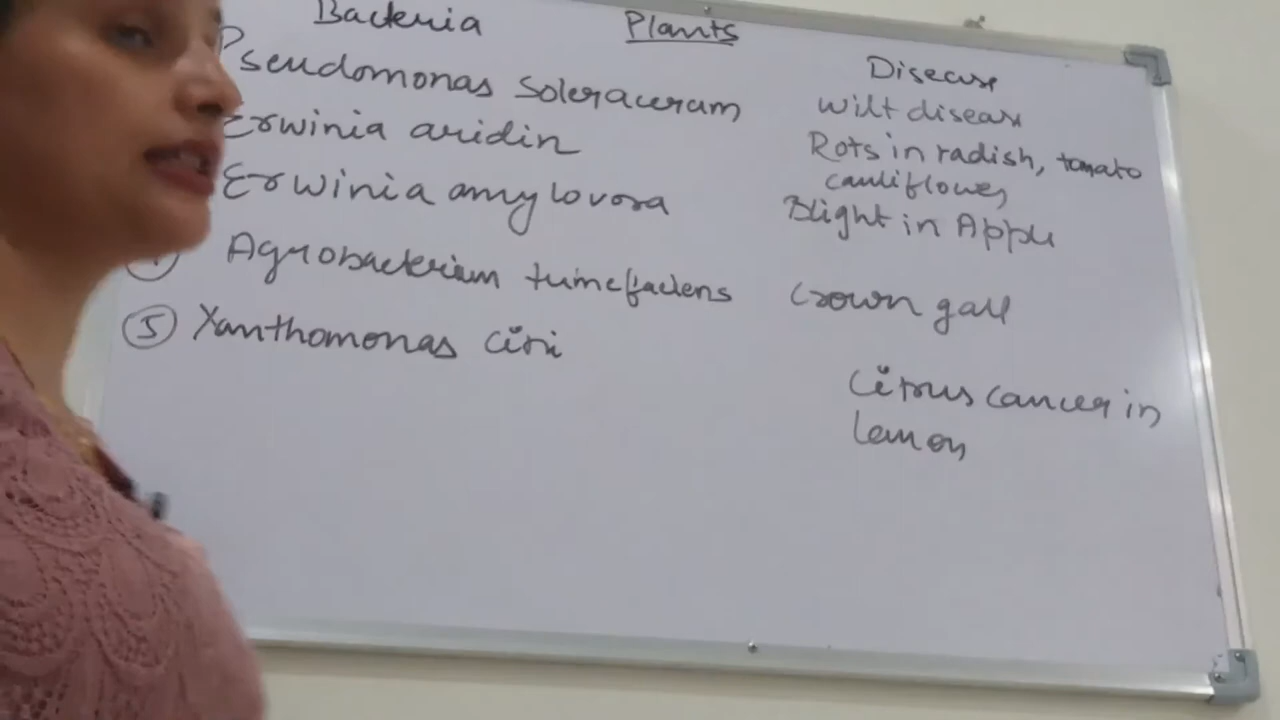 Bacteria Plants Disease
Pseudomonas Soleraceram Wilt disease
Erwinia aridin Rots in radish, tomato
cauliflower
Erwinia amylovora Blight in Apple
Agrobacterium tumefaciens Crown gall
5 Xanthomonas Citri
Citrus cancer in
lemon